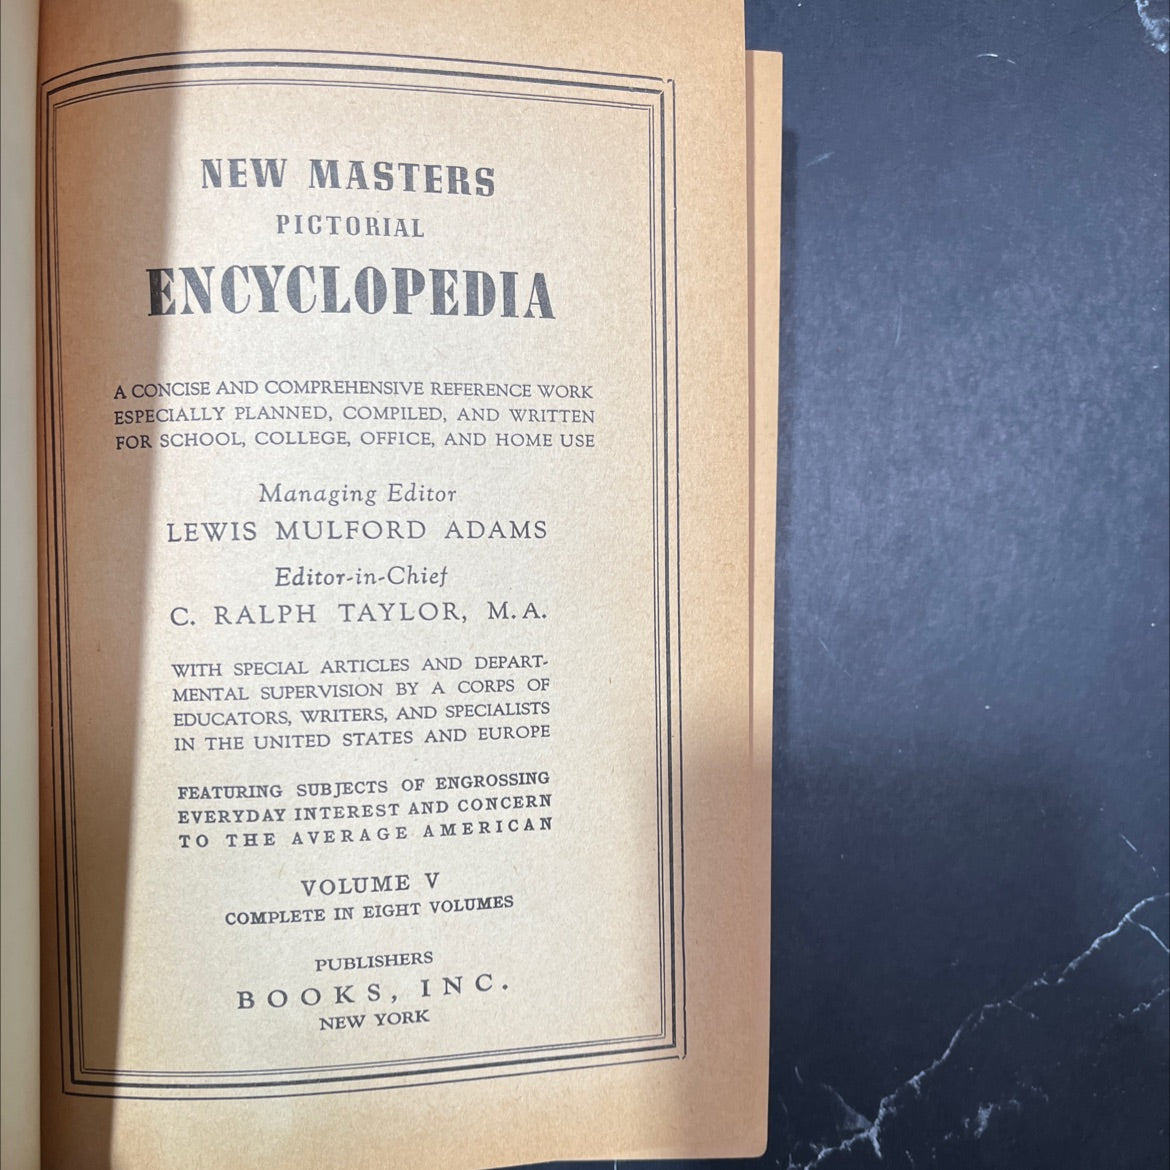 NEW MASTERS
PICTORIAL
ENCYCLOPEDIA
A CONCISE AND COMPREHENSIVE REFERENCE WORK
ESPECIALLY PLANNED, COMPILED, AND WRITTEN
FOR SCHOOL, COLLEGE, OFFICE, AND HOME USE
Managing Editor
LEWIS MULFORD ADAMS
Editor-in-Chief
C. RALPH TAYLOR, M.A.
WITH SPECIAL ARTICLES AND DEPART-
MENTAL SUPERVISION BY A CORPS OF
EDUCATORS, WRITERS, AND SPECIALISTS
IN THE UNITED STATES AND EUROPE
FEATURING SUBJECTS OF ENGROSSING
EVERYDAY INTEREST AND CONCERN
TO THE AVERAGE AMERICAN
VOLUME V
COMPLETE IN EIGHT VOLUMES
PUBLISHERS
BOOKS, INC.
NEW YORK